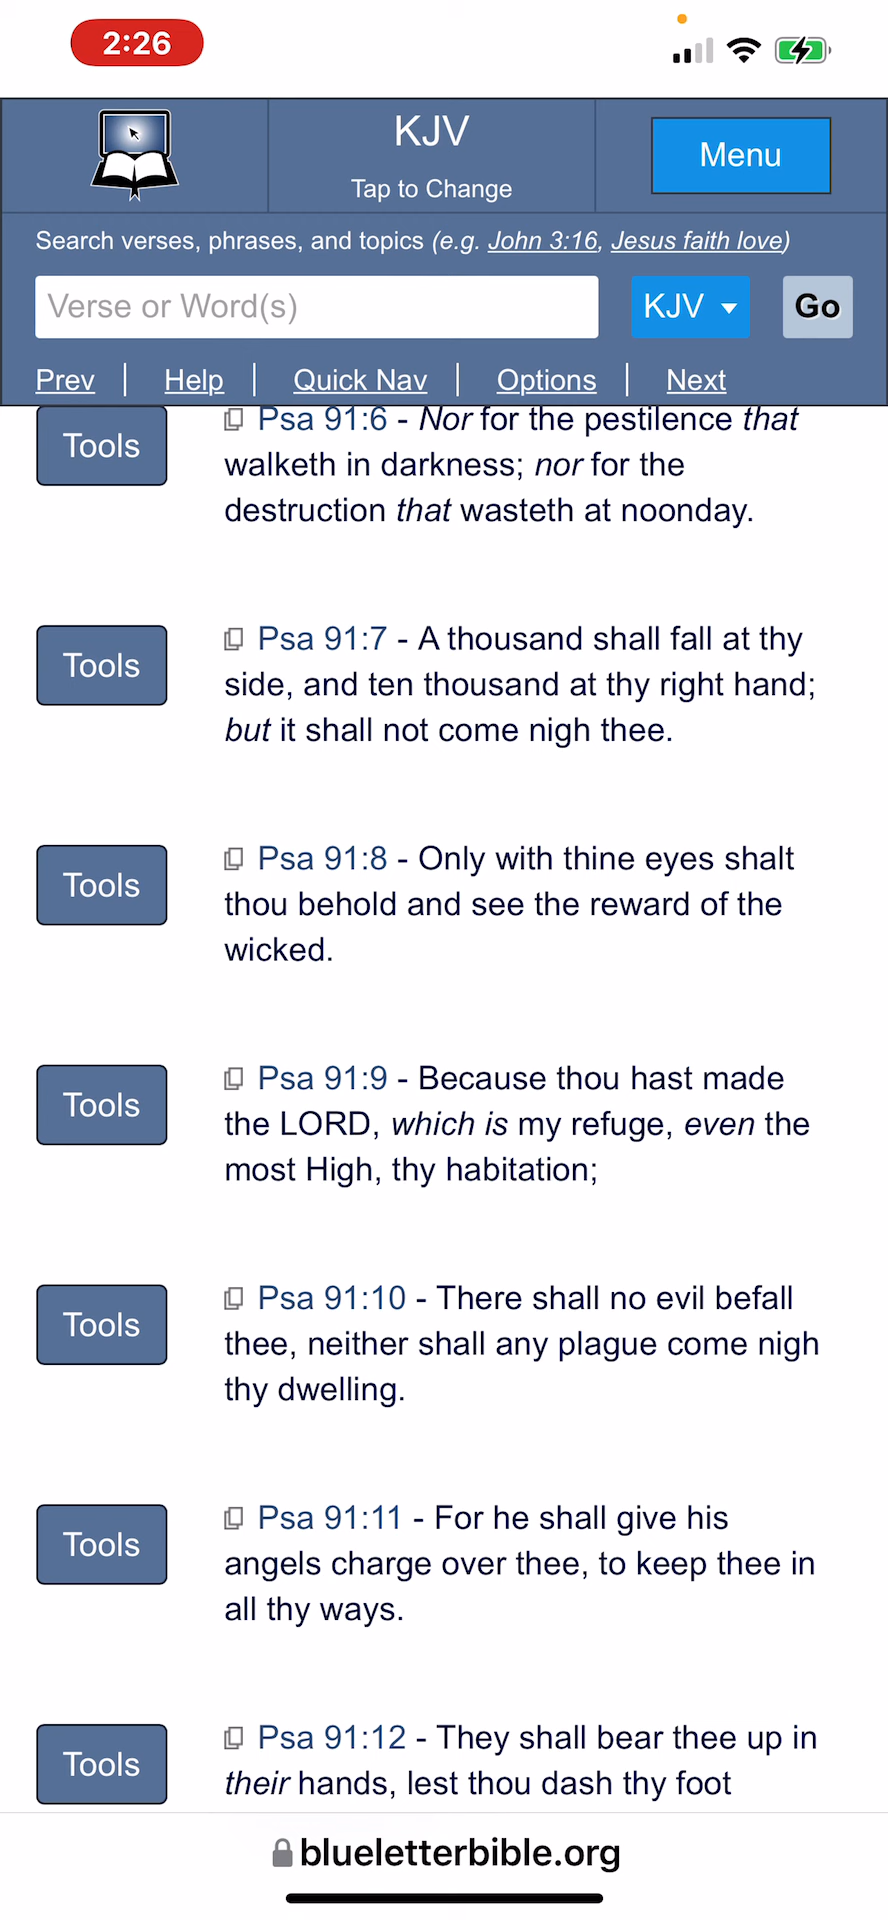 2:26
KJV
Tap to Change
Menu
Search verses, phrases, and topics (e.g. John 3:16, Jesus faith love)
Verse or Word(s)
KJV
Go
Prev | Help | Quick Nav | Options | Next
Tools
Psa 91:6 - Nor for the pestilence that
walketh in darkness; nor for the
destruction that wasteth at noonday.
Tools
Psa 91:7 - A thousand shall fall at thy
side, and ten thousand at thy right hand;
but it shall not come nigh thee.
Tools
Psa 91:8 - Only with thine eyes shalt
thou behold and see the reward of the
wicked.
Tools
Psa 91:9 - Because thou hast made
the LORD, which is my refuge, even the
most High, thy habitation;
Tools
Psa 91:10 - There shall no evil befall
thee, neither shall any plague come nigh
thy dwelling.
Tools
Psa 91:11 - For he shall give his
angels charge over thee, to keep thee in
all thy ways.
Tools
Psa 91:12 - They shall bear thee up in
their hands, lest thou dash thy foot
blueletterbible.org